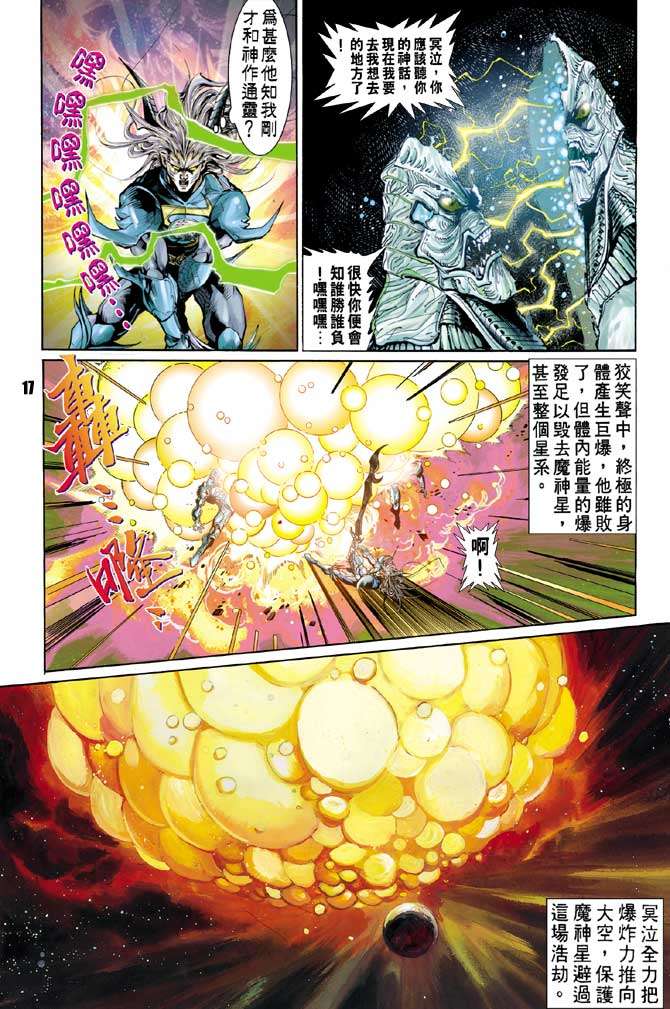 冥泣，你
應該聽你
的神話，
現在我要
去我想去
的地方了
！
很快你便會
知誰勝誰負
！嘿嘿嘿…
爲甚麼他知我剛
才和神作通靈？
嘿嘿嘿嘿嘿嘿…
17
狡笑聲中，終極的身
體產生巨爆，他雖敗
了，但體內能量的爆
發足以毀去魔神星，
甚至整個星系。
轟…
啊！
冥泣全力把
爆炸力推向
太空，保護
魔神星避過
這場浩劫。